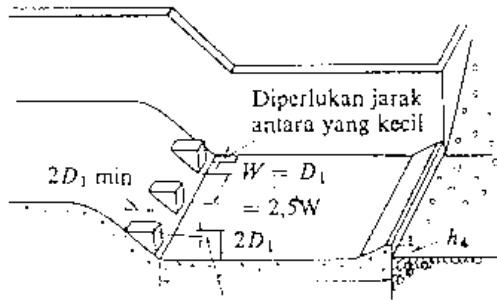 Diperlukan jarak
antara yang kecil
2D₁ min
W = D₁
= 2,5W
2D₁
h₄